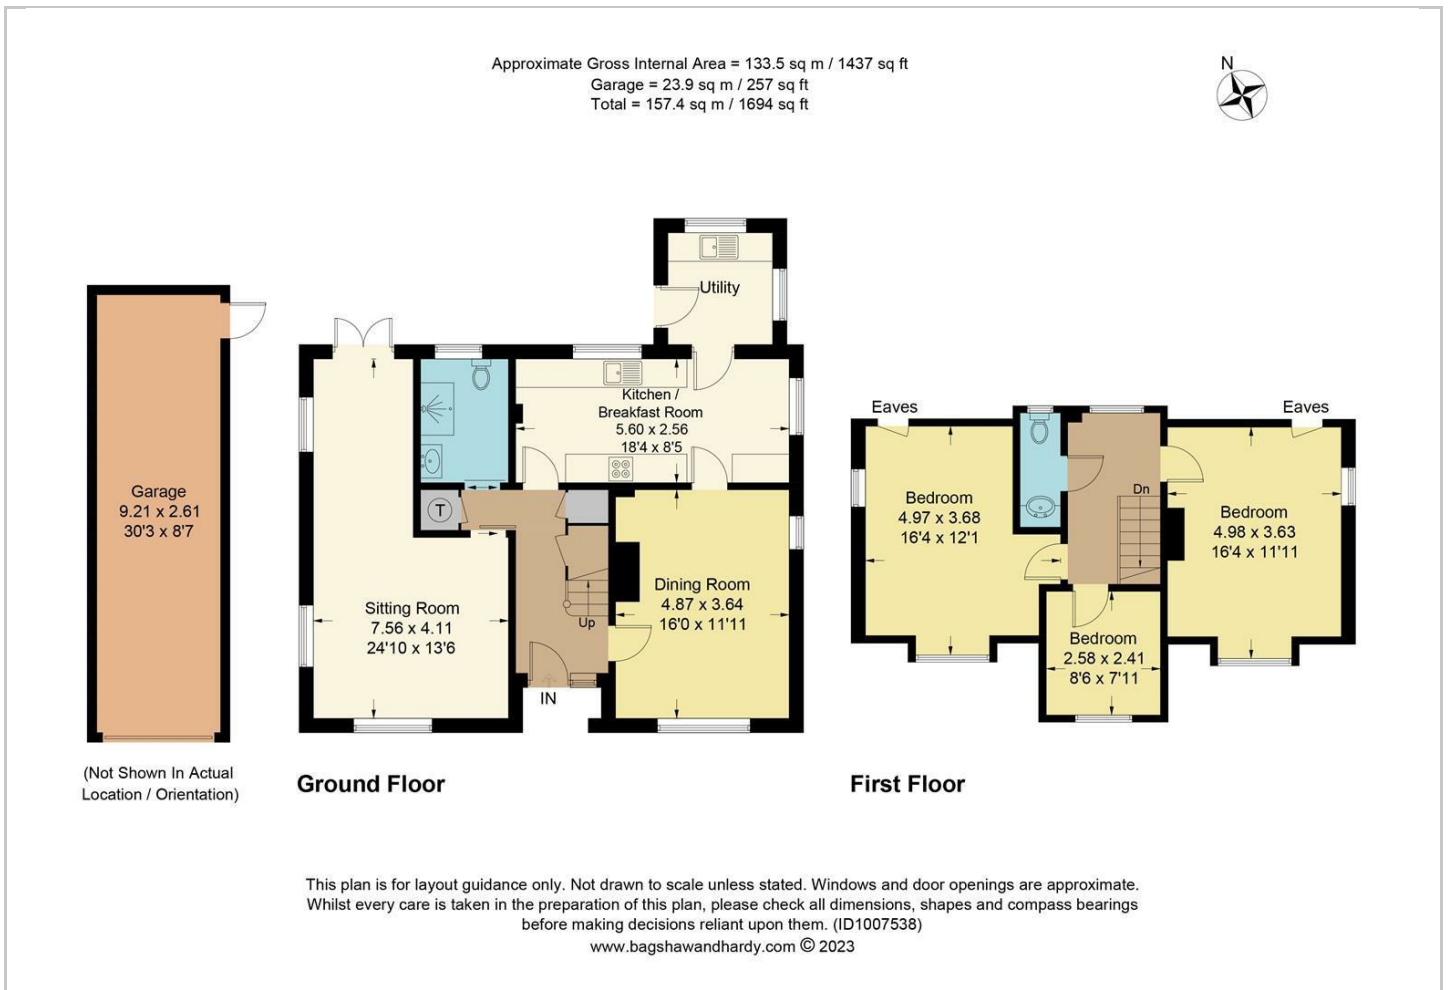 Approximate Gross Internal Area = 133.5 sq m / 1437 sq ft
Garage = 23.9 sq m / 257 sq ft
Total = 157.4 sq m / 1694 sq ft
N
Utility
Kitchen /
Breakfast Room
5.60 x 2.56
18'4 x 8'5
Garage
9.21 x 2.61
30'3 x 8'7
T
Sitting Room
7.56 x 4.11
24'10 x 13'6
Up
Dining Room
4.87 x 3.64
16'0 x 11'11
IN
Eaves
Eaves
Bedroom
4.97 x 3.68
16'4 x 12'1
Dn
Bedroom
4.98 x 3.63
16'4 x 11'11
Bedroom
2.58 x 2.41
8'6 x 7'11
(Not Shown In Actual
Location / Orientation)
Ground Floor
First Floor
This plan is for layout guidance only. Not drawn to scale unless stated. Windows and door openings are approximate.
Whilst every care is taken in the preparation of this plan, please check all dimensions, shapes and compass bearings
before making decisions reliant upon them. (ID1007538)
www.bagshawandhardy.com © 2023